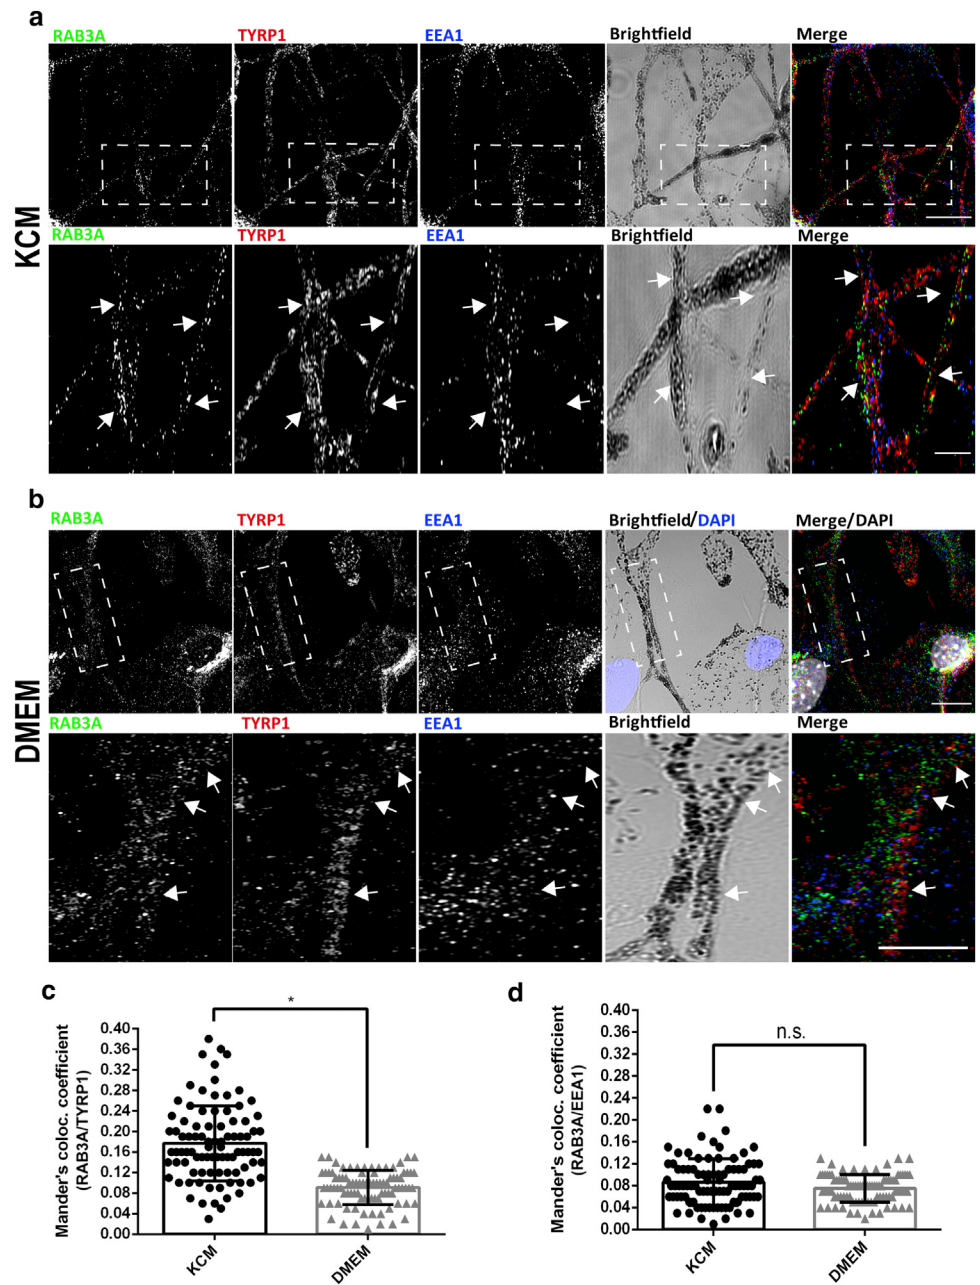 a
RAB3A TYRP1 EEA1 Brightfield Merge
KCM
RAB3A TYRP1 EEA1 Brightfield Merge
b
RAB3A TYRP1 EEA1 Brightfield/DAPI Merge/DAPI
DMEM
RAB3A TYRP1 EEA1 Brightfield Merge
c
Mander's coloc. coefficient
(RAB3A/TYRP1)
*
0.40
0.36
0.32
0.28
0.24
0.20
0.16
0.12
0.08
0.04
0.00
KCM
DMEM
d
Mander's coloc. coefficient
(RAB3A/EEA1)
n.s.
0.40
0.36
0.32
0.28
0.24
0.20
0.16
0.12
0.08
0.04
0.00
KCM
DMEM